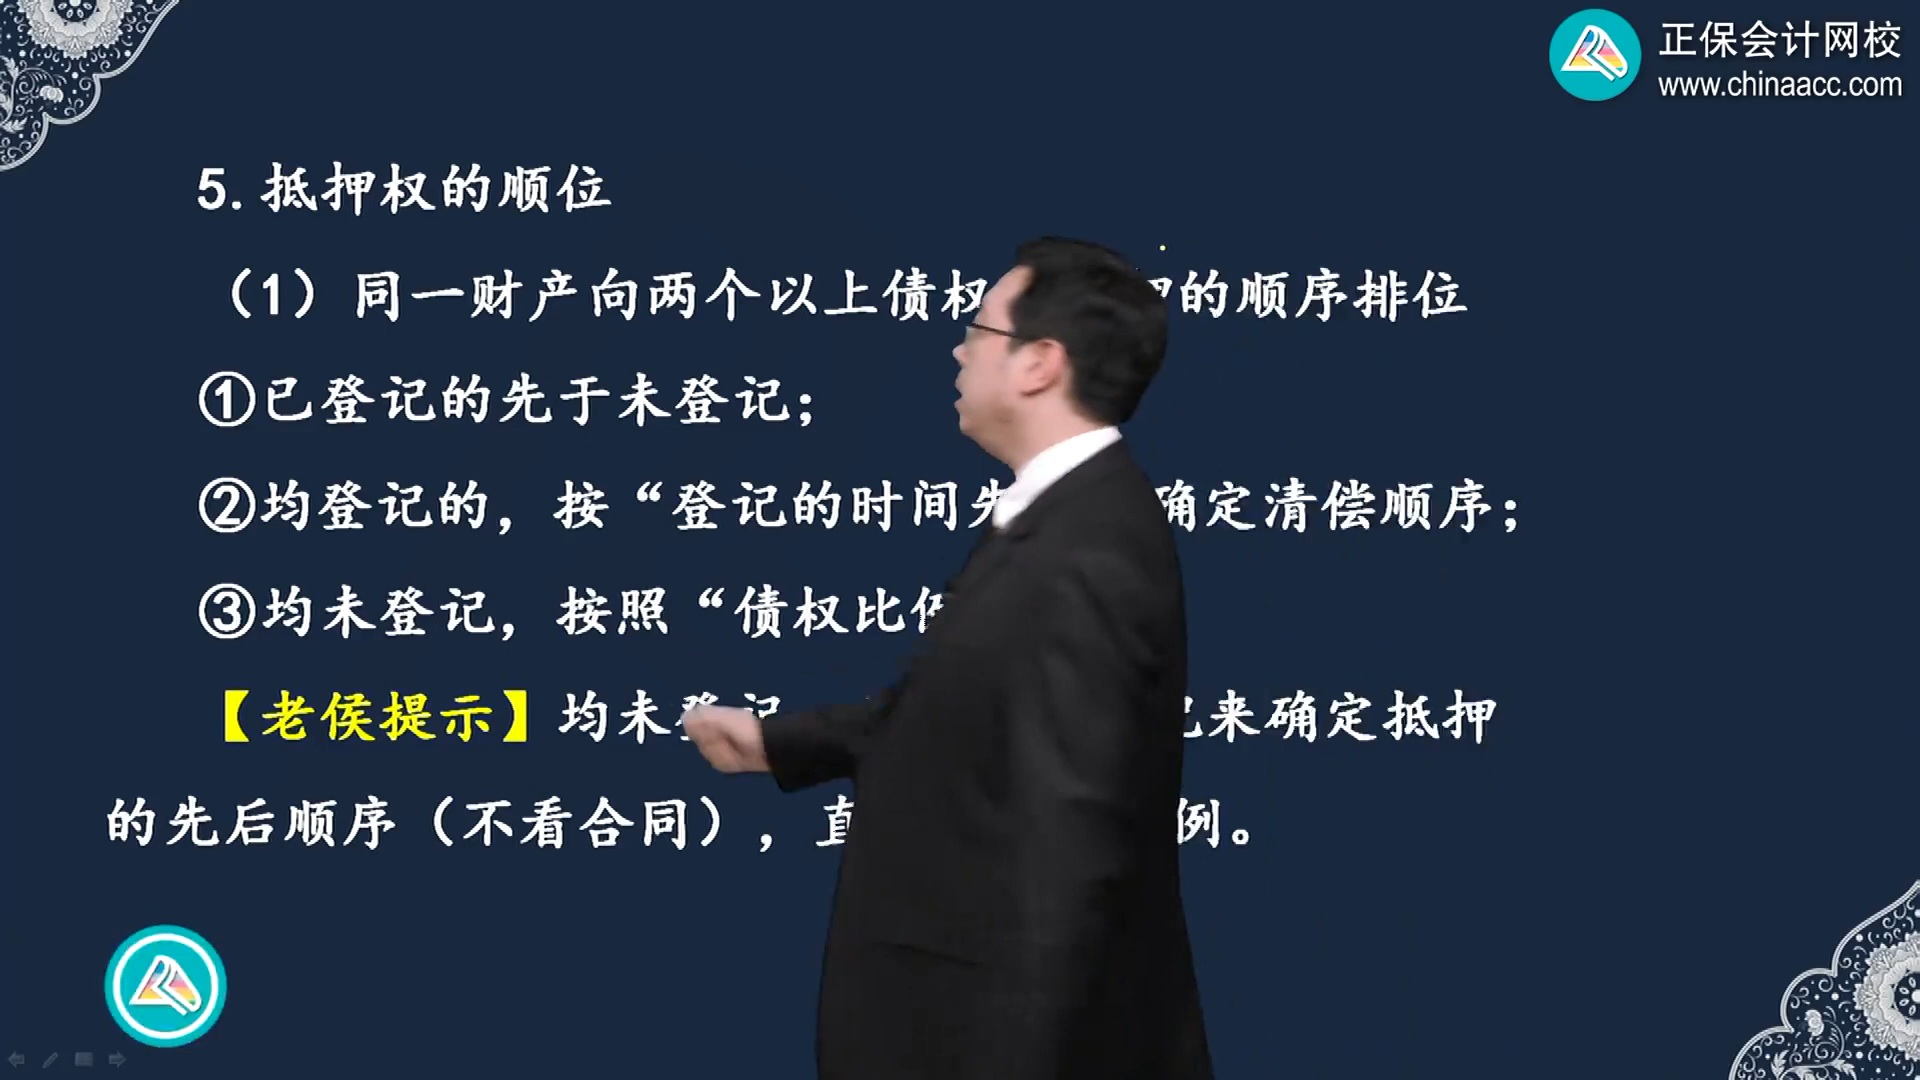 正保会计网校
www.chinaacc.com
5.抵押权的顺位
（1）同一财产向两个以上债权 的顺序排位
①已登记的先于未登记；
②均登记的，按“登记的时间先 确定清偿顺序；
③均未登记，按照“债权比
【老侯提示】均未登记 来确定抵押
的先后顺序（不看合同），直 例。